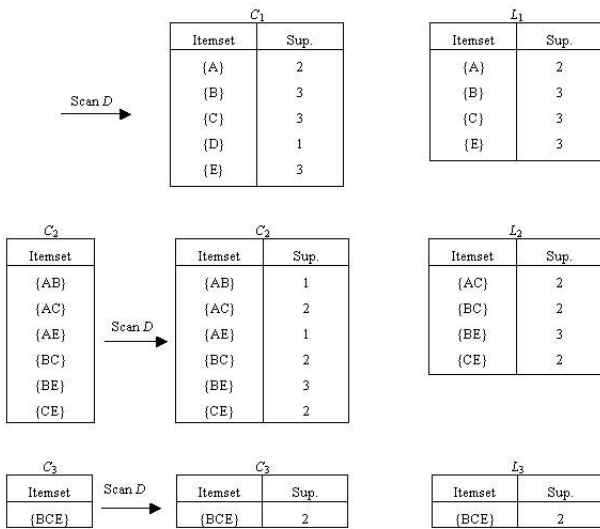 C1
L1
Itemset Sup.
Itemset Sup.
{A} 2
{A} 2
{B} 3
{B} 3
Scan D
{C} 3
{C} 3
{D} 1
{E} 3
{E} 3
C2
C2
L2
Itemset
Itemset Sup.
Itemset Sup.
{AB}
{AB} 1
{AC} 2
{AC}
{AC} 2
{BC} 2
{AE}
Scan D
{AE} 1
{BE} 3
{BC}
{BC} 2
{CE} 2
{BE}
{BE} 3
{CE}
{CE} 2
C3
C3
L3
Itemset
Scan D
Itemset Sup.
Itemset Sup.
{BCE}
{BCE} 2
{BCE} 2